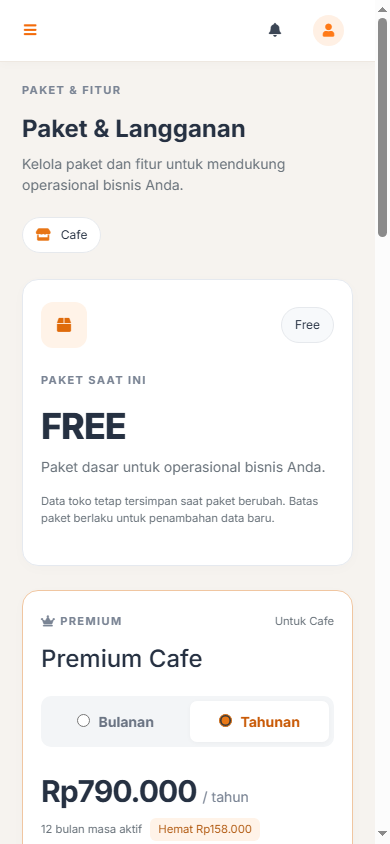 PAKET & FITUR
Paket & Langganan
Kelola paket dan fitur untuk mendukung
operasional bisnis Anda.
Cafe
Free
PAKET SAAT INI
FREE
Paket dasar untuk operasional bisnis Anda.
Data toko tetap tersimpan saat paket berubah. Batas
paket berlaku untuk penambahan data baru.
PREMIUM
Untuk Cafe
Premium Cafe
Bulanan
Tahunan
Rp790.000 / tahun
12 bulan masa aktif
Hemat Rp158.000